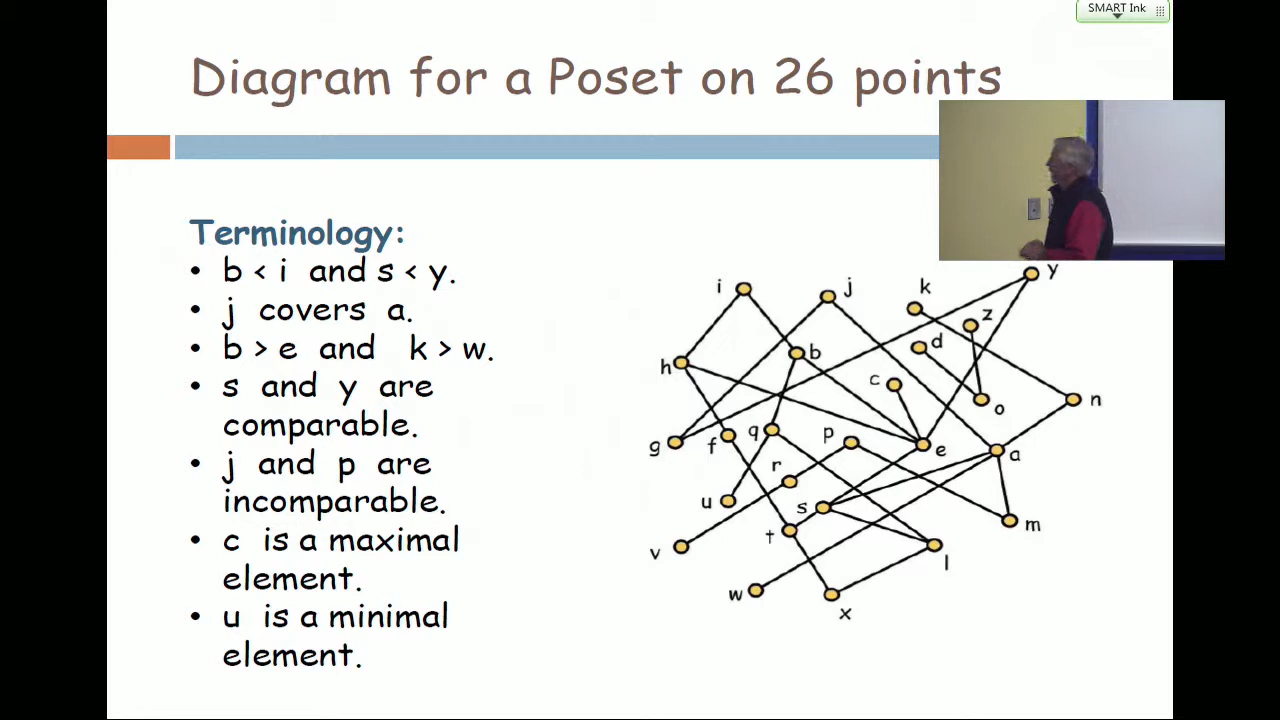 SMART Ink
Diagram for a Poset on 26 points
Terminology:
• b < i and s < y.
• j covers a.
• b > e and k > w.
• s and y are
comparable.
• j and p are
incomparable.
• c is a maximal
element.
• u is a minimal
element.
i
j
k
y
z
d
b
h
c
n
o
g
f
q
p
e
a
r
u
s
m
t
v
l
w
x